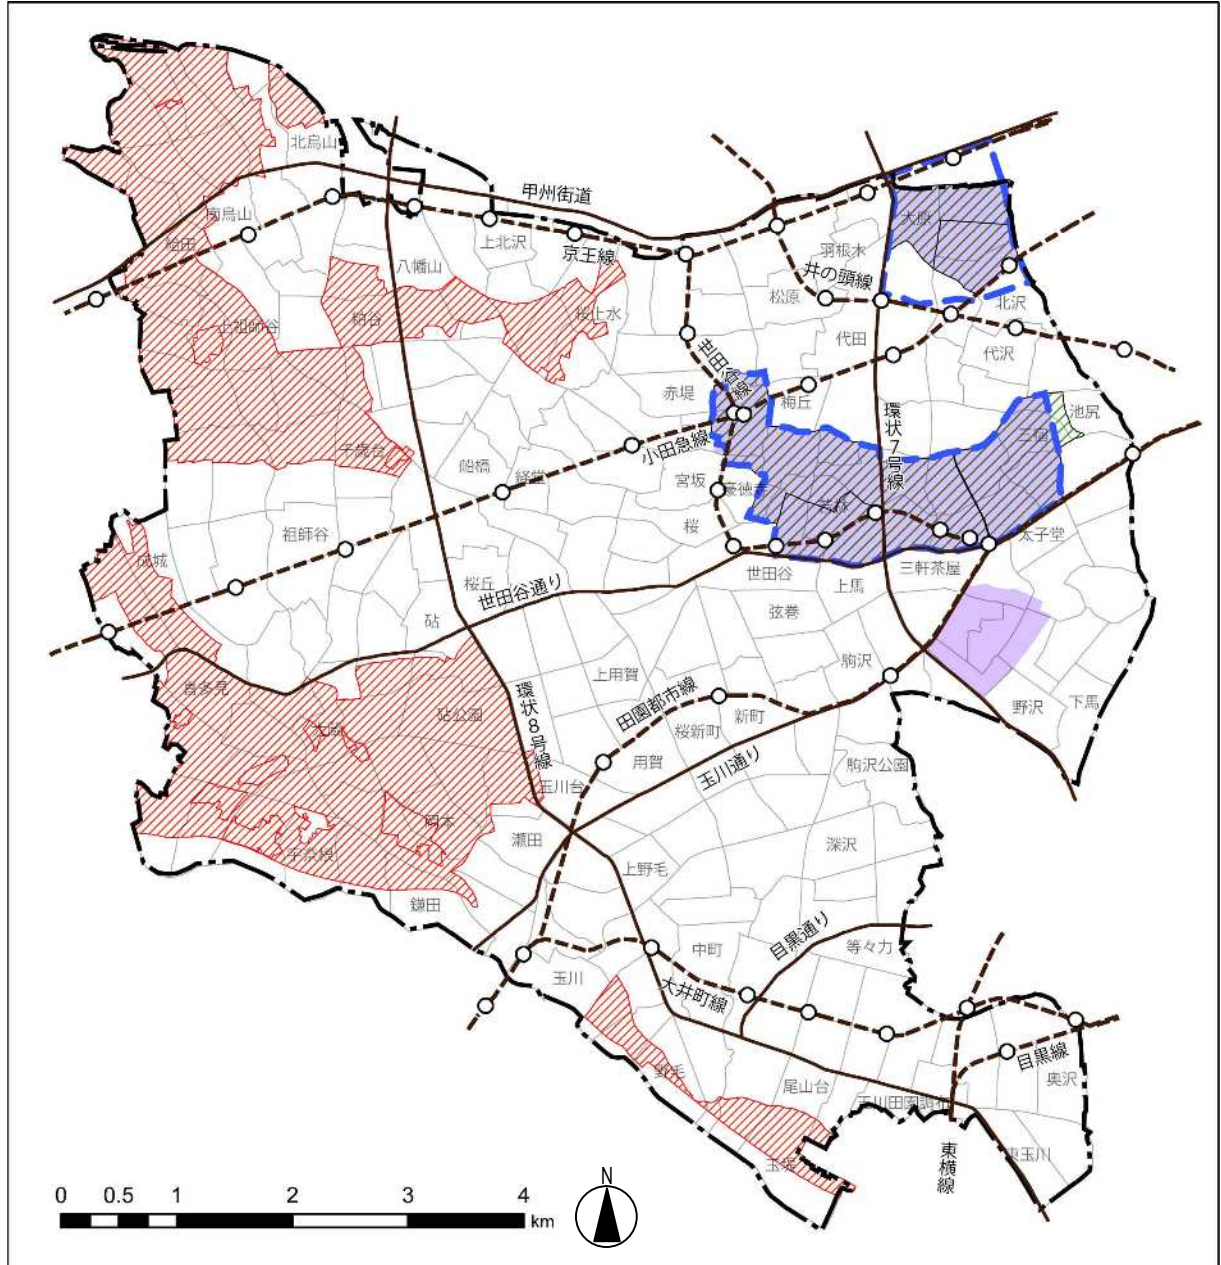 北烏山
甲州街道
南烏山
給田
上北沢
京王線
八幡山
大原
羽根木
井の頭線
松原
北沢
上祖師谷
粕谷
桜上水
代田
代沢
世田谷線
赤堤
梅丘
池尻
三宿
環状7号線
千歳台
船橋
小田急線
経堂
宮坂
豪徳寺
若林
桜
太子堂
祖師谷
成城
世田谷
三軒茶屋
上馬
桜丘
世田谷通り
弦巻
砧
駒沢
上用賀
喜多見
砧公園
環状8号線
田園都市線
新町
桜新町
野沢
下馬
大蔵
用賀
玉川通り
駒沢公園
玉川台
岡本
瀬田
深沢
宇奈根
上野毛
鎌田
目黒通り
中町
等々力
玉川
大井町線
目黒線
野毛
尾山台
奥沢
玉川田園調布
東玉川
玉堤
東横線
0 0.5 1 2 3 4
km
N